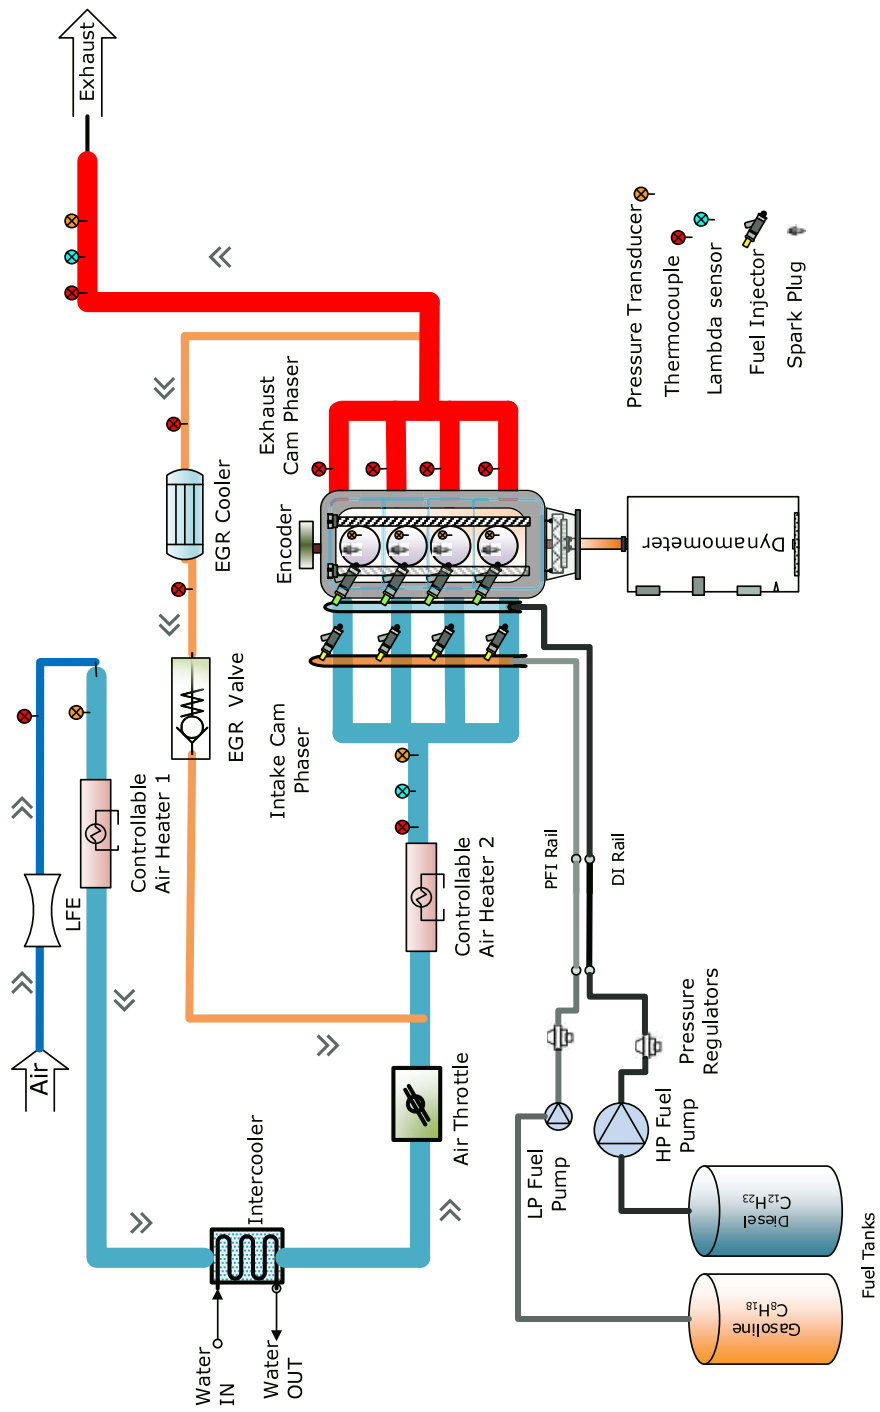 Exhaust
Air
LFE
Controllable
Air Heater 1
Intercooler
Water
IN
Water
OUT
Air Throttle
Controllable
Air Heater 2
EGR Valve
EGR Cooler
Intake Cam
Phaser
Exhaust
Cam Phaser
Encoder
Dynamometer
Pressure Transducer
Thermocouple
Lambda sensor
Fuel Injector
Spark Plug
PFI Rail
DI Rail
Pressure
Regulators
LP Fuel
Pump
HP Fuel
Pump
Diesel
C₁₂H₂₃
Gasoline
C₈H₁₈
Fuel Tanks